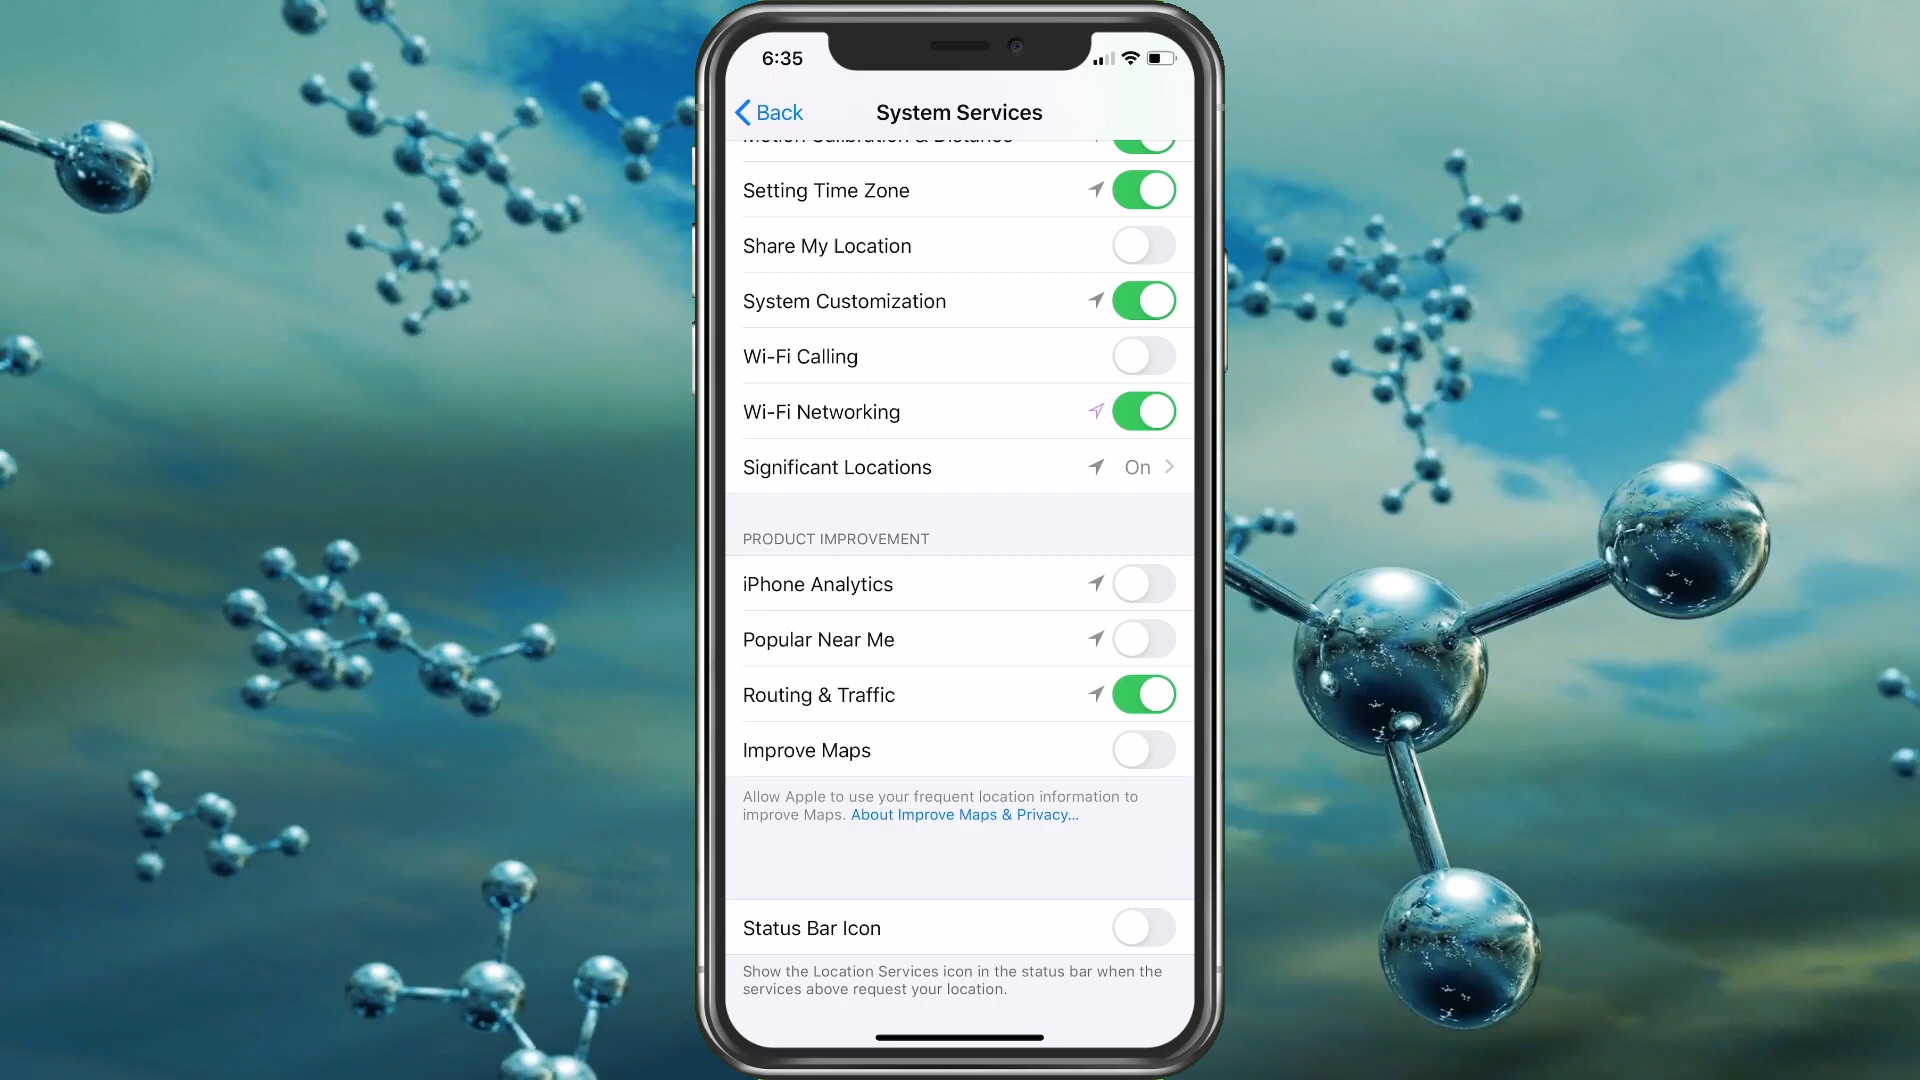 6:35
Back
System Services
Motion Calibration & Distance
Setting Time Zone
Share My Location
System Customization
Wi-Fi Calling
Wi-Fi Networking
Significant Locations On
PRODUCT IMPROVEMENT
iPhone Analytics
Popular Near Me
Routing & Traffic
Improve Maps
Allow Apple to use your frequent location information to
improve Maps. About Improve Maps & Privacy...
Status Bar Icon
Show the Location Services icon in the status bar when the
services above request your location.